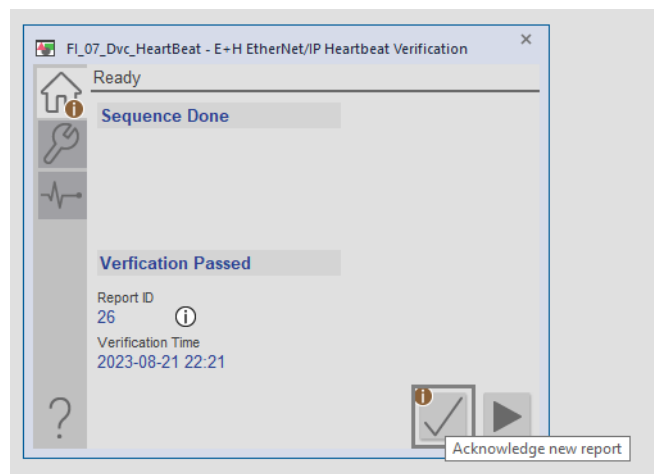 FI_07_Dvc_HeartBeat - E+H EtherNet/IP Heartbeat Verification
Ready
Sequence Done
Verfication Passed
Report ID
26
Verification Time
2023-08-21 22:21
?
Acknowledge new report